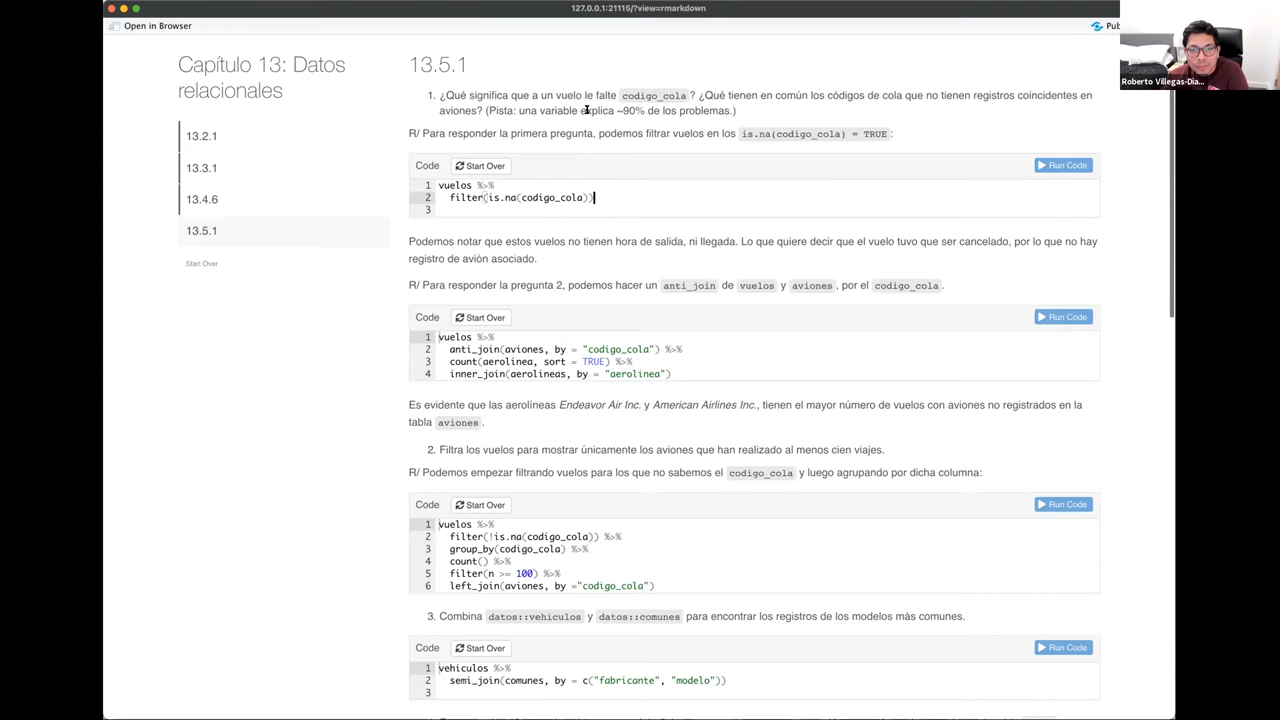 127.0.0.1:21115/?view=rmarkdown
Open in Browser
Roberto Villegas-Dia...
Capítulo 13: Datos
relacionales
13.2.1
13.3.1
13.4.6
13.5.1
Start Over
13.5.1
1. ¿Qué significa que a un vuelo le falte codigo_cola ? ¿Qué tienen en común los códigos de cola que no tienen registros coincidentes en
aviones? (Pista: una variable explica ~90% de los problemas.)
R/ Para responder la primera pregunta, podemos filtrar vuelos en los is.na(codigo_cola) = TRUE :
Code Start Over Run Code
1 vuelos %>%
2 filter(is.na(codigo_cola))
3
Podemos notar que estos vuelos no tienen hora de salida, ni llegada. Lo que quiere decir que el vuelo tuvo que ser cancelado, por lo que no hay
registro de avión asociado.
R/ Para responder la pregunta 2, podemos hacer un anti_join de vuelos y aviones, por el codigo_cola .
Code Start Over Run Code
1 vuelos %>%
2 anti_join(aviones, by = "codigo_cola") %>%
3 count(aerolinea, sort = TRUE) %>%
4 inner_join(aerolineas, by = "aerolinea")
Es evidente que las aerolíneas Endeavor Air Inc. y American Airlines Inc., tienen el mayor número de vuelos con aviones no registrados en la
tabla aviones .
2. Filtra los vuelos para mostrar únicamente los aviones que han realizado al menos cien viajes.
R/ Podemos empezar filtrando vuelos para los que no sabemos el codigo_cola y luego agrupando por dicha columna:
Code Start Over Run Code
1 vuelos %>%
2 filter(!is.na(codigo_cola)) %>%
3 group_by(codigo_cola) %>%
4 count() %>%
5 filter(n >= 100) %>%
6 left_join(aviones, by ="codigo_cola")
3. Combina datos::vehiculos y datos::comunes para encontrar los registros de los modelos más comunes.
Code Start Over Run Code
1 vehiculos %>%
2 semi_join(comunes, by = c("fabricante", "modelo"))
3